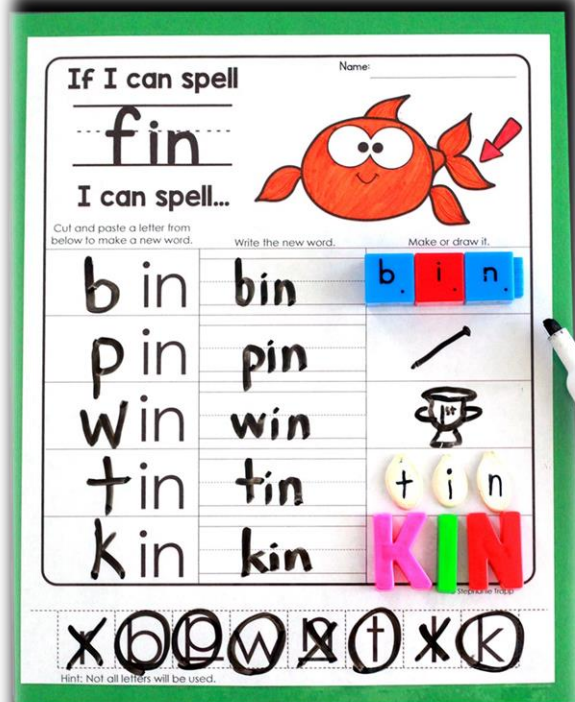 If I can spell
Name:
fin
I can spell...
Cut and paste a letter from
below to make a new word.
Write the new word.
Make or draw it.
b in bin b i n
p in pin
w in win 1st
t in tin t i n
k in kin KIN
Stephanie Trapp
r b p w t k
Hint: Not all letters will be used.